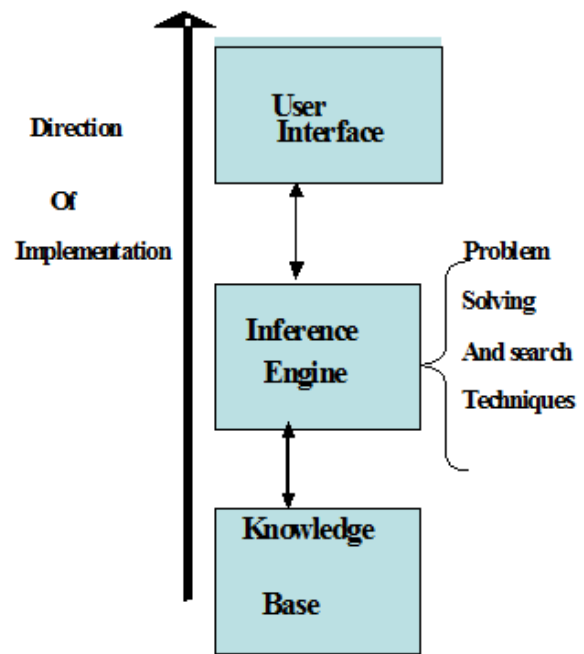 User
Interface
Direction
Of
Implementation
Inference
Engine
Problem
Solving
And search
Techniques
Knowledge
Base